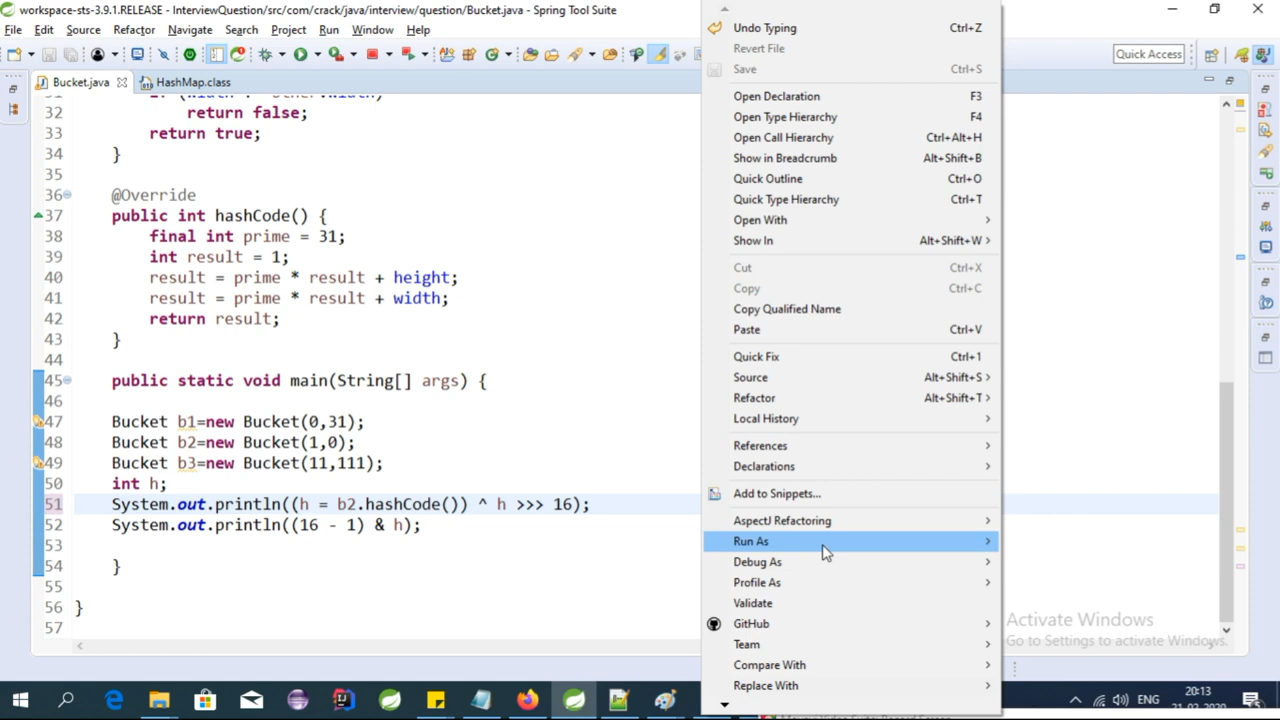 workspace-sts-3.9.1.RELEASE - InterviewQuestion/src/com/crack/java/interview/question/Bucket.java - Spring Tool Suite
File Edit Source Refactor Navigate Search Project Run Window Help
Quick Access
Bucket.java HashMap.class
32 return false;
33 return true;
34 }
35
36 @Override
37 public int hashCode() {
38 final int prime = 31;
39 int result = 1;
40 result = prime * result + height;
41 result = prime * result + width;
42 return result;
43 }
44
45 public static void main(String[] args) {
46
47 Bucket b1=new Bucket(0,31);
48 Bucket b2=new Bucket(1,0);
49 Bucket b3=new Bucket(11,111);
50 int h;
51 System.out.println((h = b2.hashCode()) ^ h >>> 16);
52 System.out.println((16 - 1) & h);
53
54 }
55
56 }
57
Undo Typing Ctrl+Z
Revert File
Save Ctrl+S
Open Declaration F3
Open Type Hierarchy F4
Open Call Hierarchy Ctrl+Alt+H
Show in Breadcrumb Alt+Shift+B
Quick Outline Ctrl+O
Quick Type Hierarchy Ctrl+T
Open With
Show In Alt+Shift+W
Cut Ctrl+X
Copy Ctrl+C
Copy Qualified Name
Paste Ctrl+V
Quick Fix Ctrl+1
Source Alt+Shift+S
Refactor Alt+Shift+T
Local History
References
Declarations
Add to Snippets...
AspectJ Refactoring
Run As
Debug As
Profile As
Validate
GitHub
Team
Compare With
Replace With
Activate Windows
Go to Settings to activate Windows.
ENG
20:13
21-02-2020
5